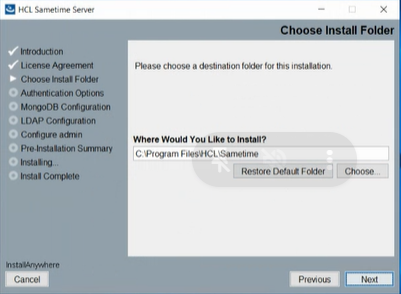 HCL Sametime Server
Choose Install Folder
Introduction
License Agreement
Choose Install Folder
Authentication Options
MongoDB Configuration
LDAP Configuration
Configure admin
Pre-Installation Summary
Installing...
Install Complete
Please choose a destination folder for this installation.
Where Would You Like to Install?
C:\Program Files\HCL\Sametime
Restore Default Folder Choose...
InstallAnywhere
Cancel Previous Next